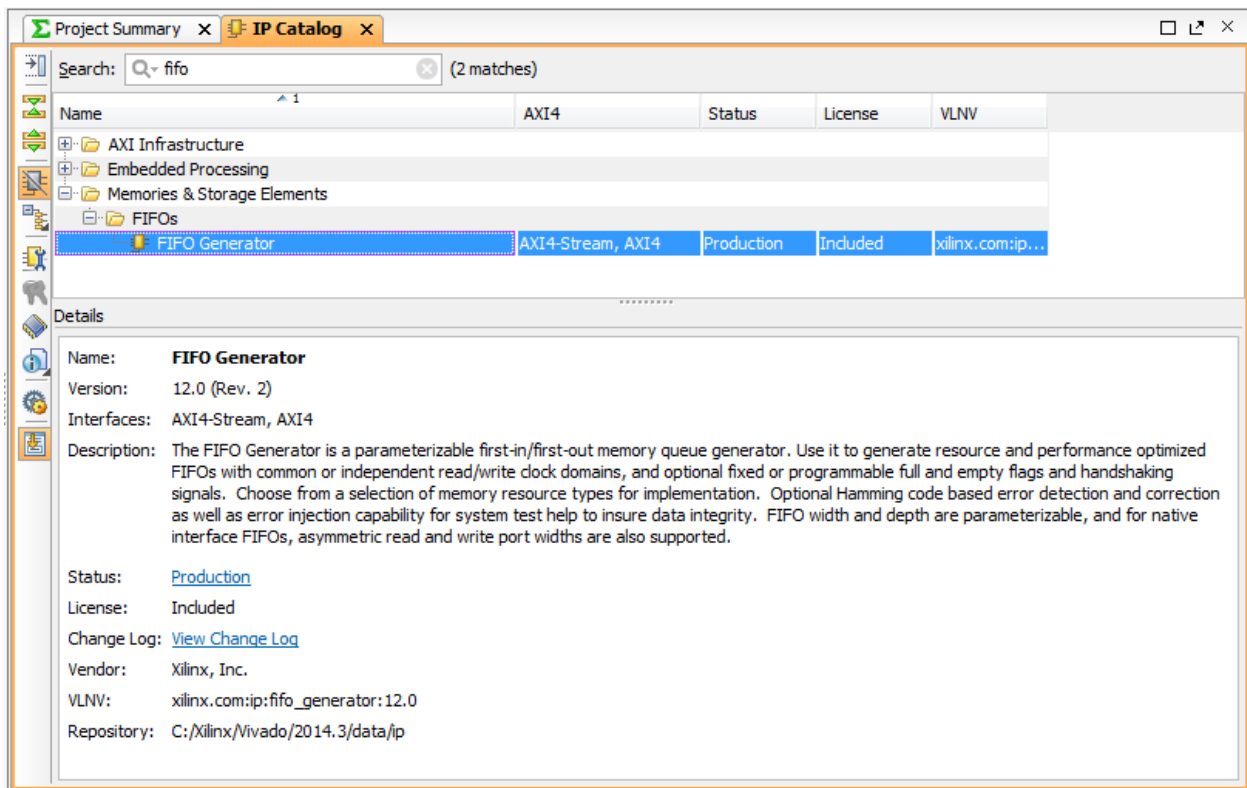 Project Summary IP Catalog
Search: fifo (2 matches)
1
Name AXI4 Status License VLNV
AXI Infrastructure
Embedded Processing
Memories & Storage Elements
FIFOs
FIFO Generator AXI4-Stream, AXI4 Production Included xilinx.com:ip...
Details
Name: FIFO Generator
Version: 12.0 (Rev. 2)
Interfaces: AXI4-Stream, AXI4
Description: The FIFO Generator is a parameterizable first-in/first-out memory queue generator. Use it to generate resource and performance optimized
FIFOs with common or independent read/write clock domains, and optional fixed or programmable full and empty flags and handshaking
signals. Choose from a selection of memory resource types for implementation. Optional Hamming code based error detection and correction
as well as error injection capability for system test help to insure data integrity. FIFO width and depth are parameterizable, and for native
interface FIFOs, asymmetric read and write port widths are also supported.
Status: Production
License: Included
Change Log: View Change Log
Vendor: Xilinx, Inc.
VLNV: xilinx.com:ip:fifo_generator:12.0
Repository: C:/Xilinx/Vivado/2014.3/data/ip